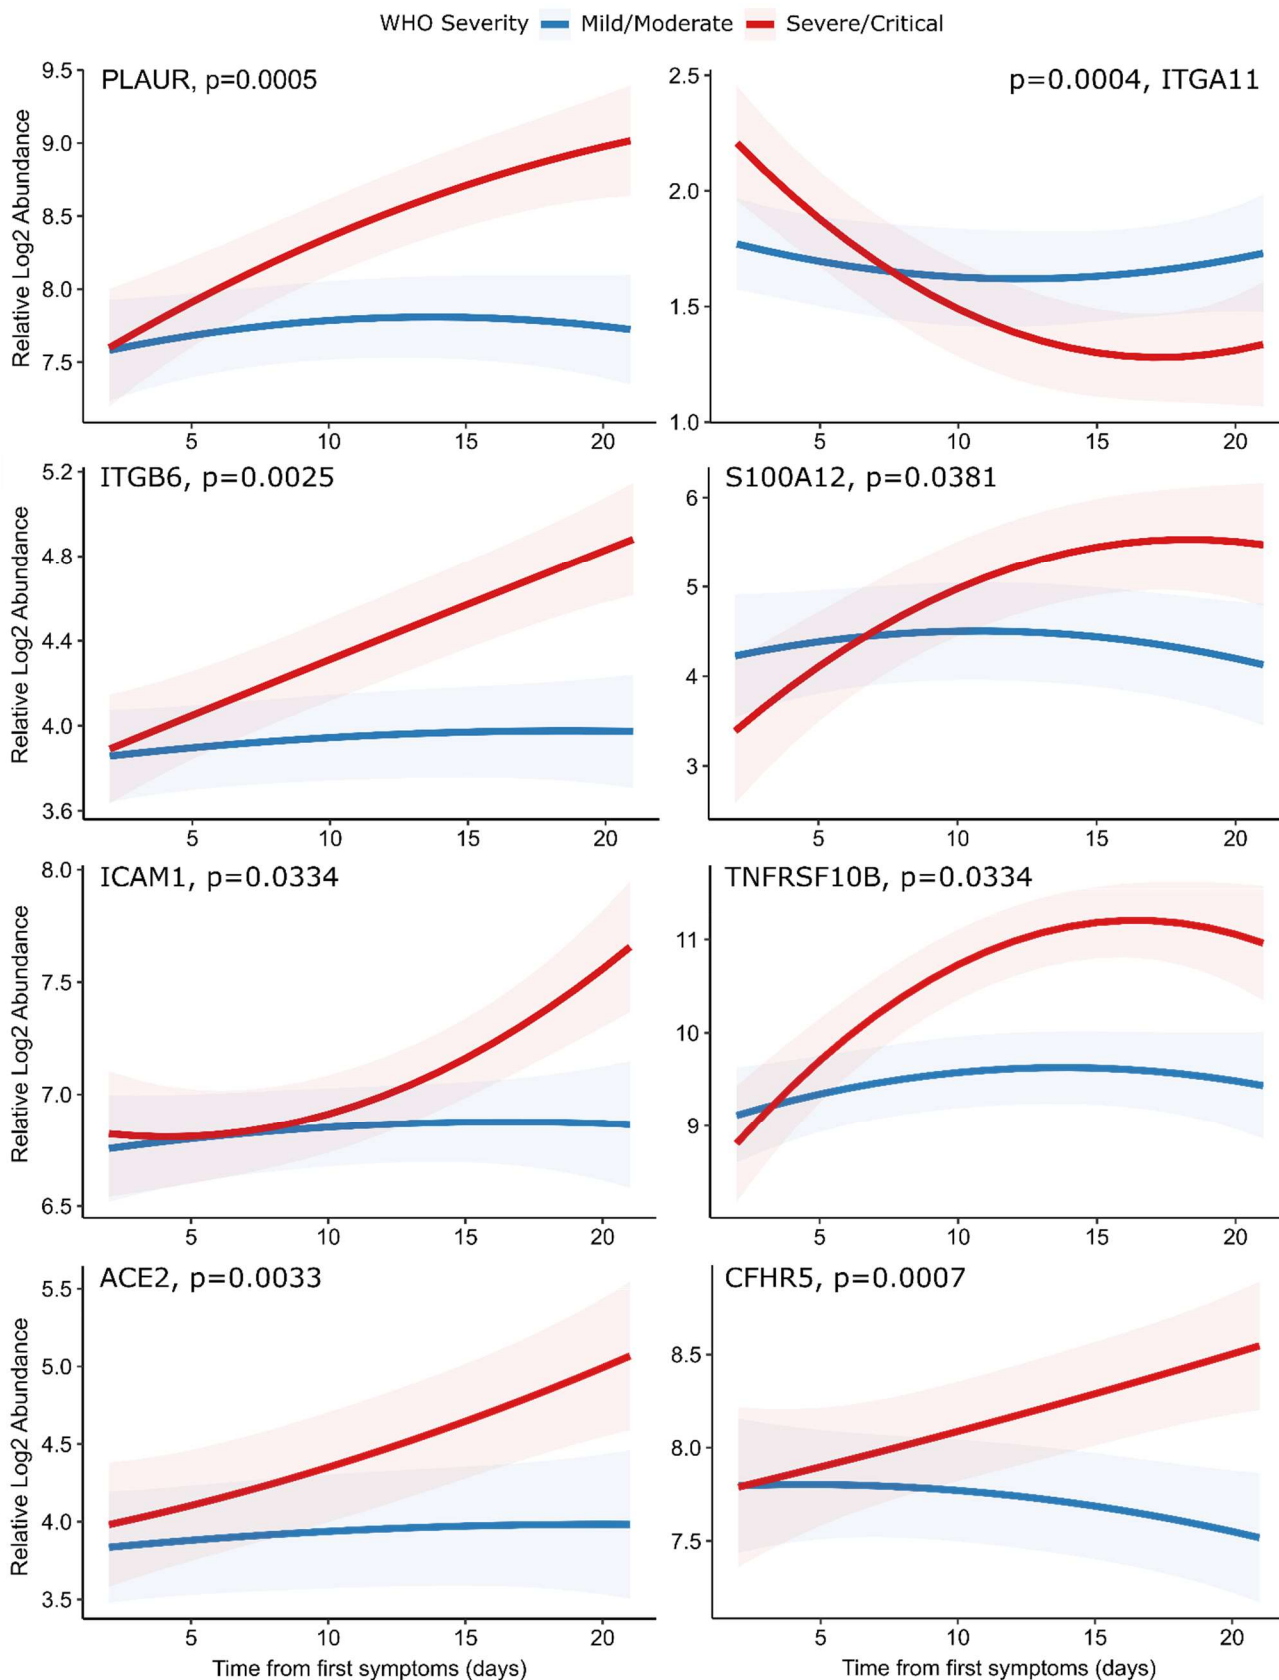 WHO Severity Mild/Moderate Severe/Critical
PLAUR, p=0.0005
Relative Log2 Abundance
9.5
9.0
8.5
8.0
7.5
5 10 15 20
p=0.0004, ITGA11
2.5
2.0
1.5
1.0
5 10 15 20
ITGB6, p=0.0025
Relative Log2 Abundance
5.2
4.8
4.4
4.0
3.6
5 10 15 20
S100A12, p=0.0381
6
5
4
3
5 10 15 20
ICAM1, p=0.0334
Relative Log2 Abundance
8.0
7.5
7.0
6.5
5 10 15 20
TNFRSF10B, p=0.0334
11
10
9
5 10 15 20
ACE2, p=0.0033
Relative Log2 Abundance
5.5
5.0
4.5
4.0
3.5
5 10 15 20
Time from first symptoms (days)
CFHR5, p=0.0007
8.5
8.0
7.5
5 10 15 20
Time from first symptoms (days)